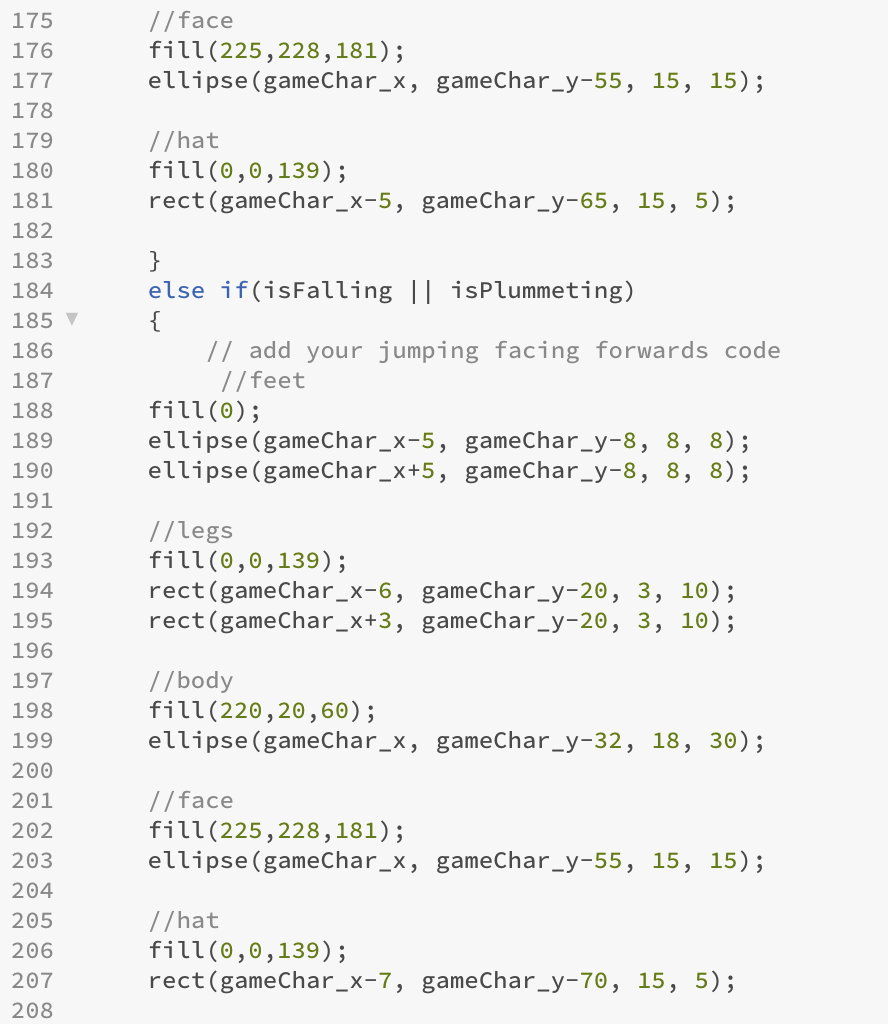 175 //face
176 fill(225,228,181);
177 ellipse(gameChar_x, gameChar_y-55, 15, 15);
178
179 //hat
180 fill(0,0,139);
181 rect(gameChar_x-5, gameChar_y-65, 15, 5);
182
183 }
184 else if(isFalling || isPlummeting)
185 ▼ {
186 // add your jumping facing forwards code
187 //feet
188 fill(0);
189 ellipse(gameChar_x-5, gameChar_y-8, 8, 8);
190 ellipse(gameChar_x+5, gameChar_y-8, 8, 8);
191
192 //legs
193 fill(0,0,139);
194 rect(gameChar_x-6, gameChar_y-20, 3, 10);
195 rect(gameChar_x+3, gameChar_y-20, 3, 10);
196
197 //body
198 fill(220,20,60);
199 ellipse(gameChar_x, gameChar_y-32, 18, 30);
200
201 //face
202 fill(225,228,181);
203 ellipse(gameChar_x, gameChar_y-55, 15, 15);
204
205 //hat
206 fill(0,0,139);
207 rect(gameChar_x-7, gameChar_y-70, 15, 5);
208